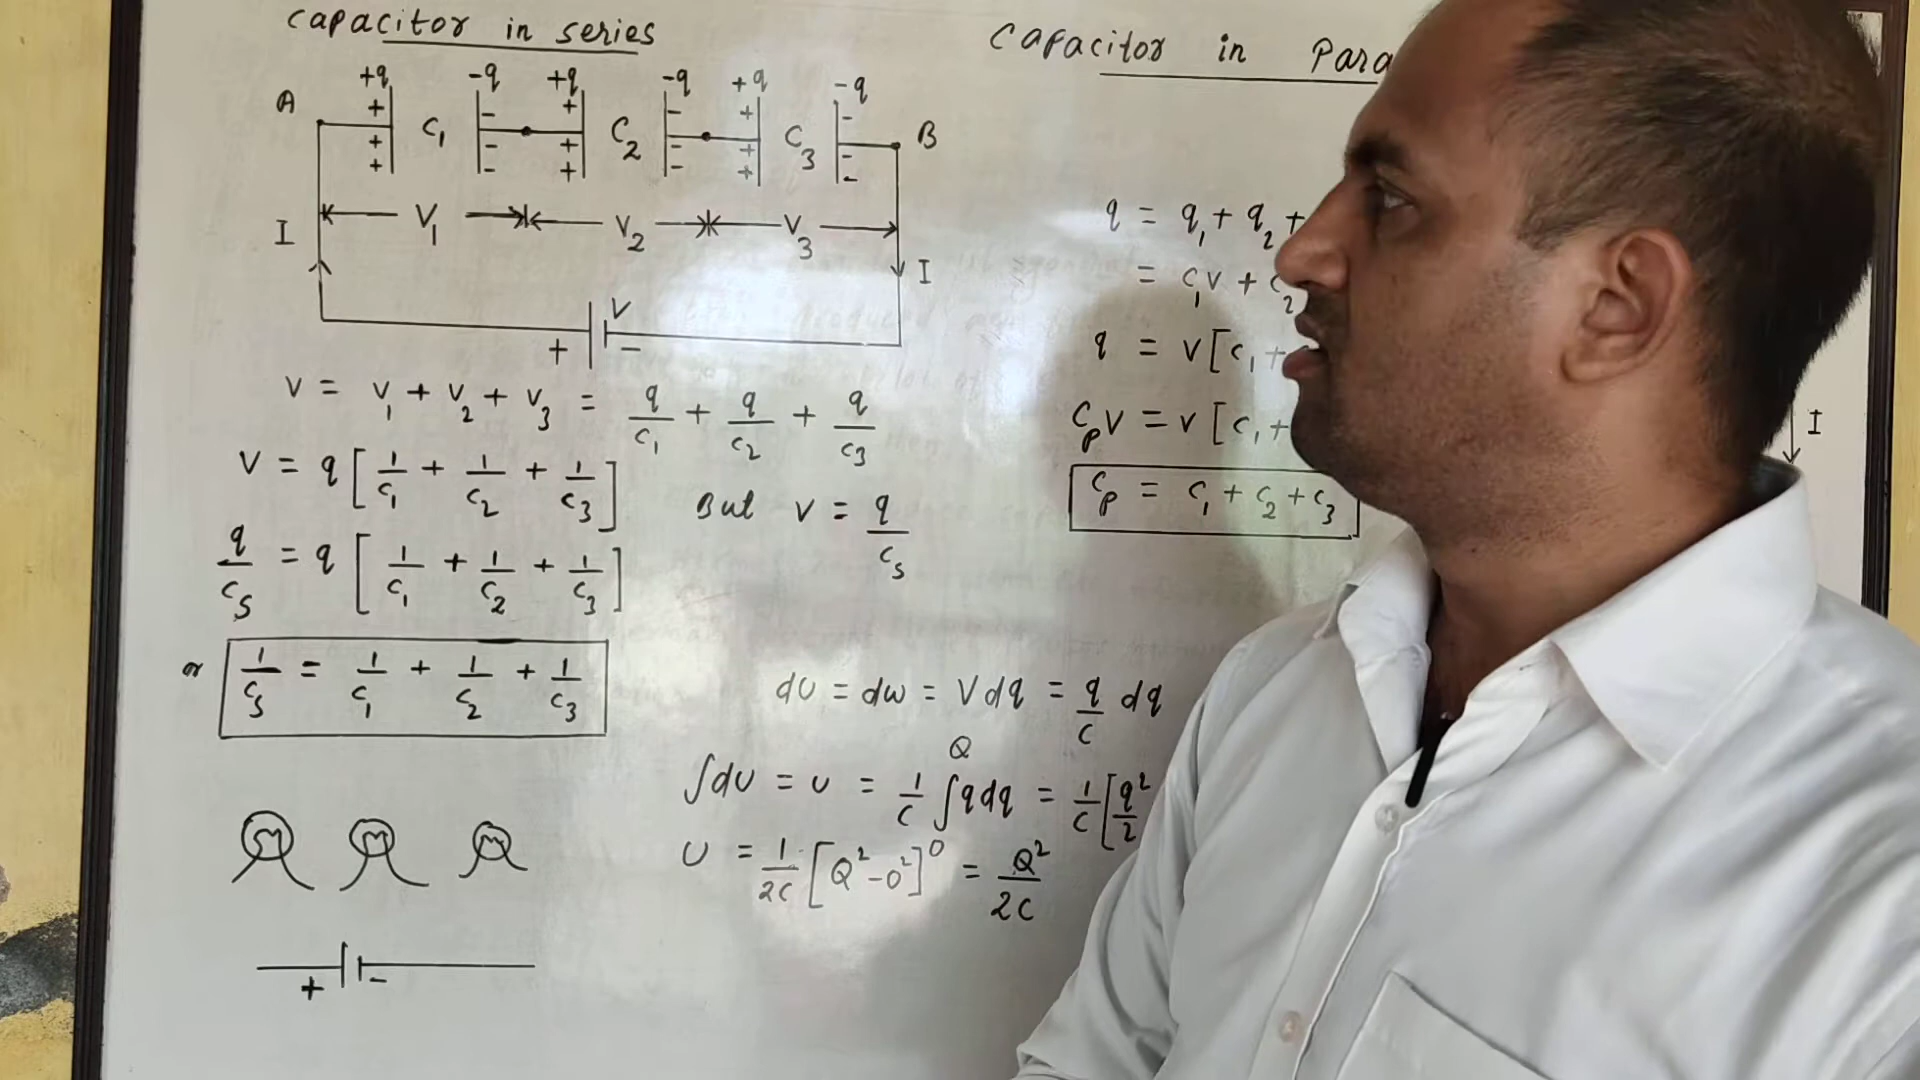 Capacitor in series
+q -q +q -q +q -q
A C₁ C₂ C₃ B
I V₁ V₂ V₃ I
V
+ -
V = V₁ + V₂ + V₃ = q/C₁ + q/C₂ + q/C₃
V = q [1/C₁ + 1/C₂ + 1/C₃]
But V = q/Cs
q/Cs = q [1/C₁ + 1/C₂ + 1/C₃]
or 1/Cs = 1/C₁ + 1/C₂ + 1/C₃
+ -
Capacitor in Para
q = q₁ + q₂ +
= C₁V + C₂
q = V [C₁ +
CpV = V [C₁ +
Cp = C₁ + C₂ + C₃
I
dU = dw = Vdq = q/C dq
∫dU = U = 1/C ∫^Q qdq = 1/C [q²/2
U = 1/2C [Q² - 0²]^0 = Q²/2C